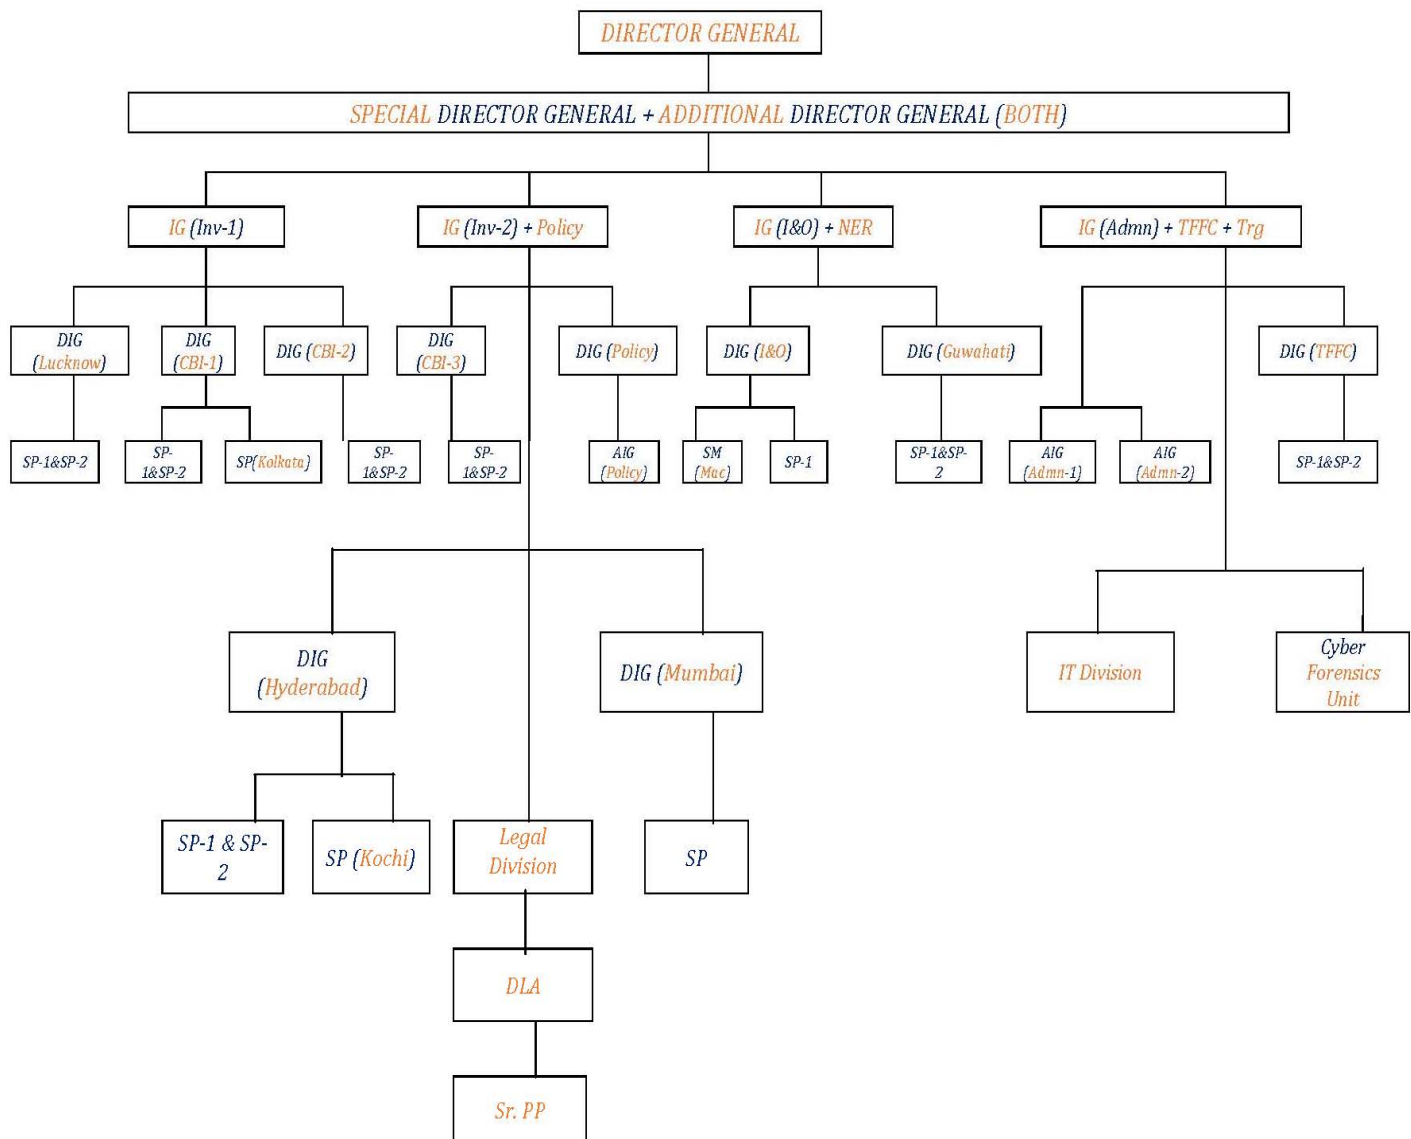 DIRECTOR GENERAL
SPECIAL DIRECTOR GENERAL + ADDITIONAL DIRECTOR GENERAL (BOTH)
IG (Inv-1)
IG (Inv-2) + Policy
IG (I&O) + NER
IG (Admn) + TFFC + Trg
DIG
(Lucknow)
DIG
(CBI-1)
DIG (CBI-2)
DIG
(CBI-3)
DIG (Policy)
DIG (I&O)
DIG (Guwahati)
DIG (TFFC)
SP-1&SP-2
SP-
1&SP-2
SP(Kolkata)
SP-
1&SP-2
SP-
1&SP-2
AIG
(Policy)
SM
(Mac)
SP-1
SP-1&SP-
2
AIG
(Admn-1)
AIG
(Admn-2)
SP-1&SP-2
DIG
(Hyderabad)
DIG (Mumbai)
IT Division
Cyber
Forensics
Unit
SP-1 & SP-
2
SP (Kochi)
Legal
Division
SP
DLA
Sr. PP